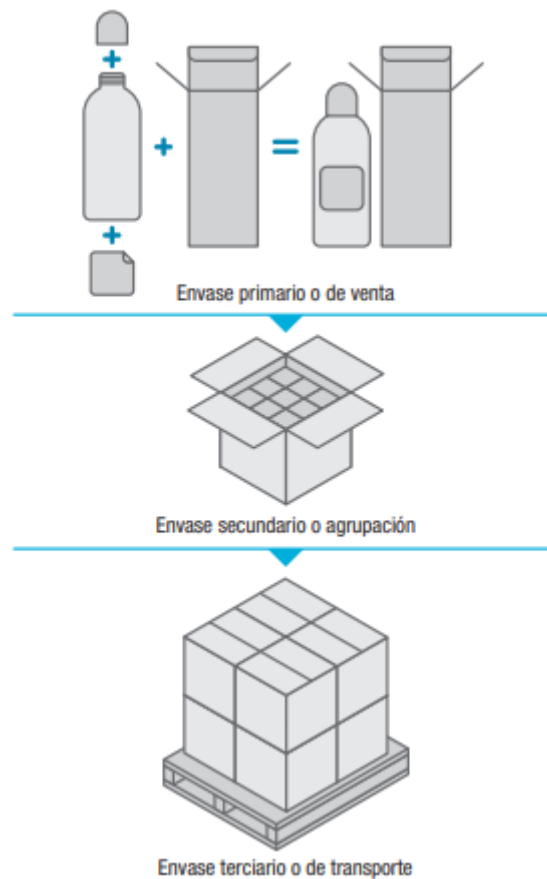 Envase primario o de venta
Envase secundario o agrupación
Envase terciario o de transporte